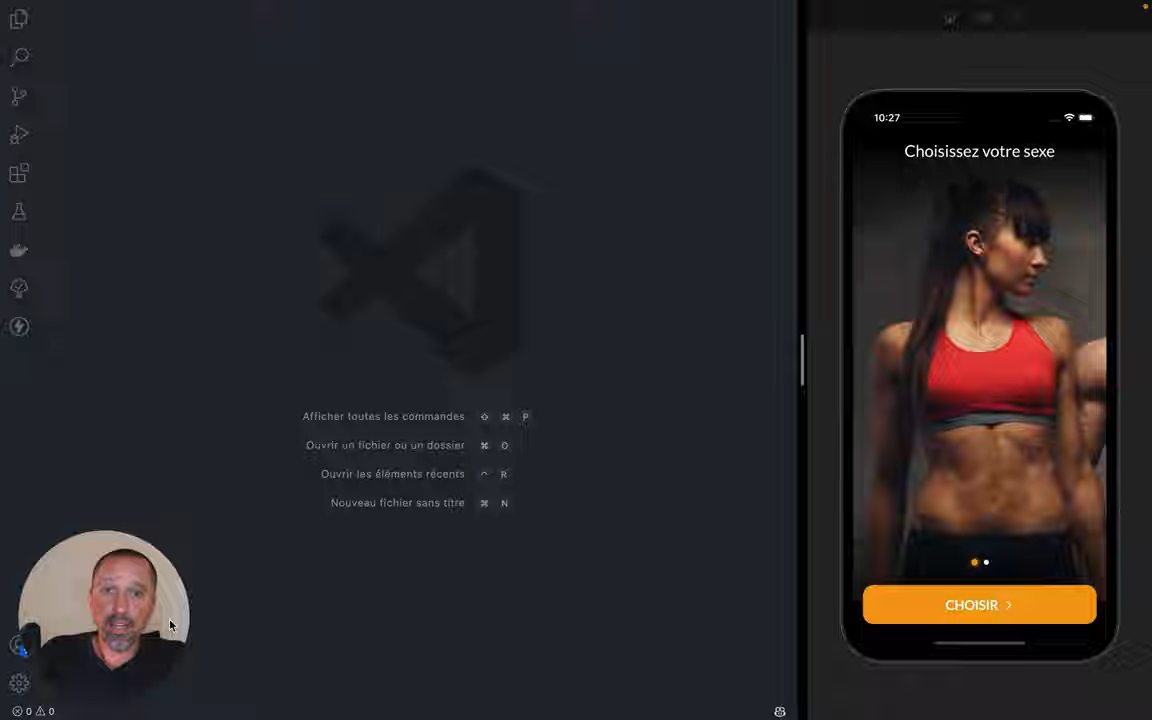 Afficher toutes les commandes ⇧ ⌘ P
Ouvrir un fichier ou un dossier ⌘ O
Ouvrir les éléments récents ⌃ R
Nouveau fichier sans titre ⌘ N
0 0
10:27
Choisissez votre sexe
CHOISIR >